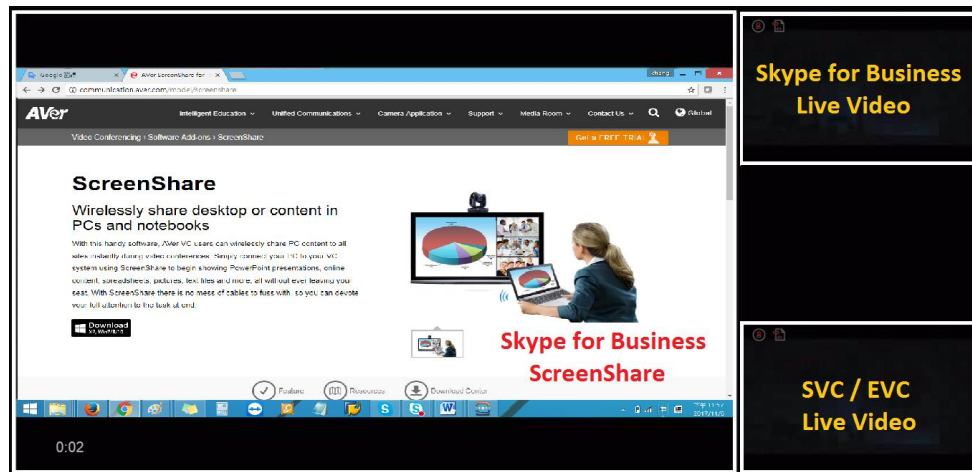 AVer ScreenShare for
chang
communication.aver.com/model/screenshare
AVer
Intelligent Education
Unified Communications
Camera Application
Support
Media Room
Contact Us
Global
Video Conferencing › Software Add-ons › ScreenShare
Get a FREE TRIAL
ScreenShare
Wirelessly share desktop or content in
PCs and notebooks
With this handy software, AVer VC users can wirelessly share PC content to all
sites instantly during video conferences. Simply connect your PC to your VC
system using ScreenShare to begin showing PowerPoint presentations, online
content, spreadsheets, pictures, text files and more, all without ever leaving your
seat. With ScreenShare there is no mess of cables to fuss with, so you can devote
your full attention to the task at end.
Download
Skype for Business
ScreenShare
Feature
Resources
Download Center
0:02
Skype for Business
Live Video
SVC / EVC
Live Video